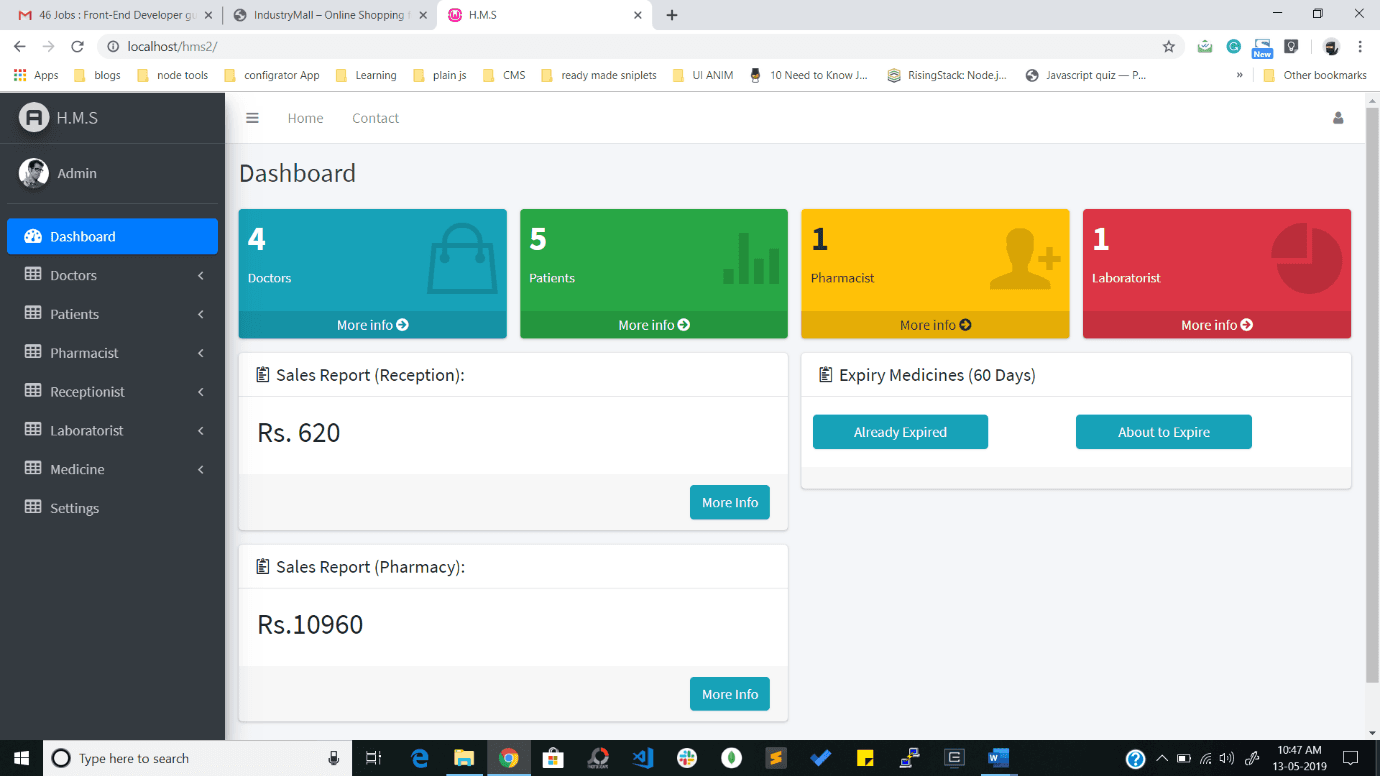 46 Jobs : Front-End Developer g
IndustryMall – Online Shopping
H.M.S
localhost/hms2/
New
Apps
blogs
node tools
configrator App
Learning
plain js
CMS
ready made sniplets
UI ANIM
10 Need to Know J...
RisingStack: Node.j...
Javascript quiz — P...
»
Other bookmarks
H.M.S
Home
Contact
Admin
Dashboard
Doctors
Patients
Pharmacist
Receptionist
Laboratorist
Medicine
Settings
Dashboard
4
Doctors
More info
5
Patients
More info
1
Pharmacist
More info
1
Laboratorist
More info
Sales Report (Reception):
Rs. 620
More Info
Expiry Medicines (60 Days)
Already Expired
About to Expire
Sales Report (Pharmacy):
Rs.10960
More Info
Type here to search
10:47 AM
13-05-2019